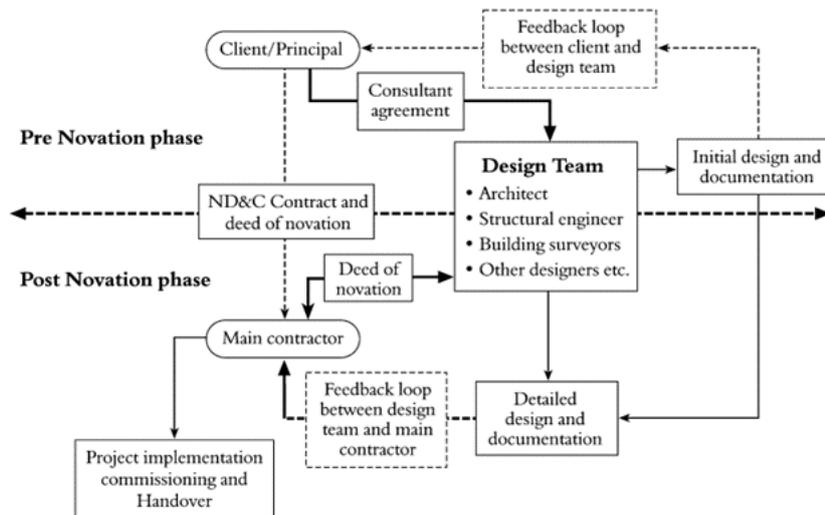 Client/Principal
Feedback loop
between client and
design team
Consultant
agreement
Pre Novation phase
Design Team
• Architect
• Structural engineer
• Building surveyors
• Other designers etc.
Initial design and
documentation
ND&C Contract and
deed of novation
Post Novation phase
Deed of
novation
Main contractor
Feedback loop
between design
team and main
contractor
Detailed
design and
documentation
Project implementation
commissioning and
Handover